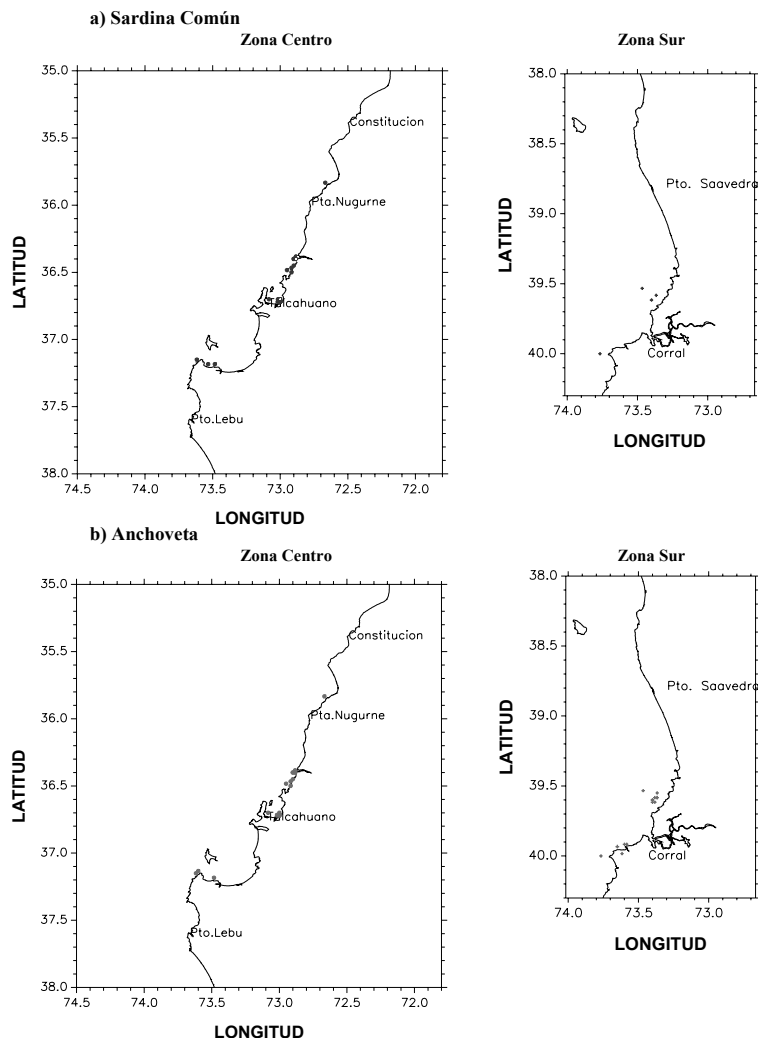 a) Sardina Común
Zona Centro
Zona Sur
35.0
35.5
36.0
36.5
37.0
37.5
38.0
LATITUD
Constitucion
Pta.Nugurne
Talcahuano
Pto.Lebu
74.5 74.0 73.5 73.0 72.5 72.0
LONGITUD
38.0
38.5
39.0
39.5
40.0
LATITUD
Pto. Saavedra
Corral
74.0 73.5 73.0
LONGITUD
b) Anchoveta
Zona Centro
Zona Sur
35.0
35.5
36.0
36.5
37.0
37.5
38.0
LATITUD
Constitucion
Pta.Nugurne
Talcahuano
Pto.Lebu
74.5 74.0 73.5 73.0 72.5 72.0
LONGITUD
38.0
38.5
39.0
39.5
40.0
LATITUD
Pto. Saavedra
Corral
74.0 73.5 73.0
LONGITUD